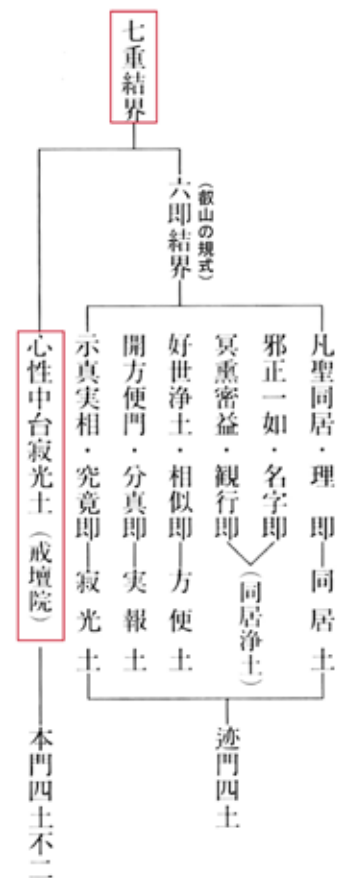 七重結界
六即結界
(叡山の規式)
凡聖同居・理 即―同居土
邪正一如・名字即
冥熏密益・観行即
(同居浄土)
好世浄土・相似即―方便土
開方便門・分真即―実報土
示真実相・究竟即―寂光土
迹門四土
心性中台寂光土(戒壇院)
本門四土不二